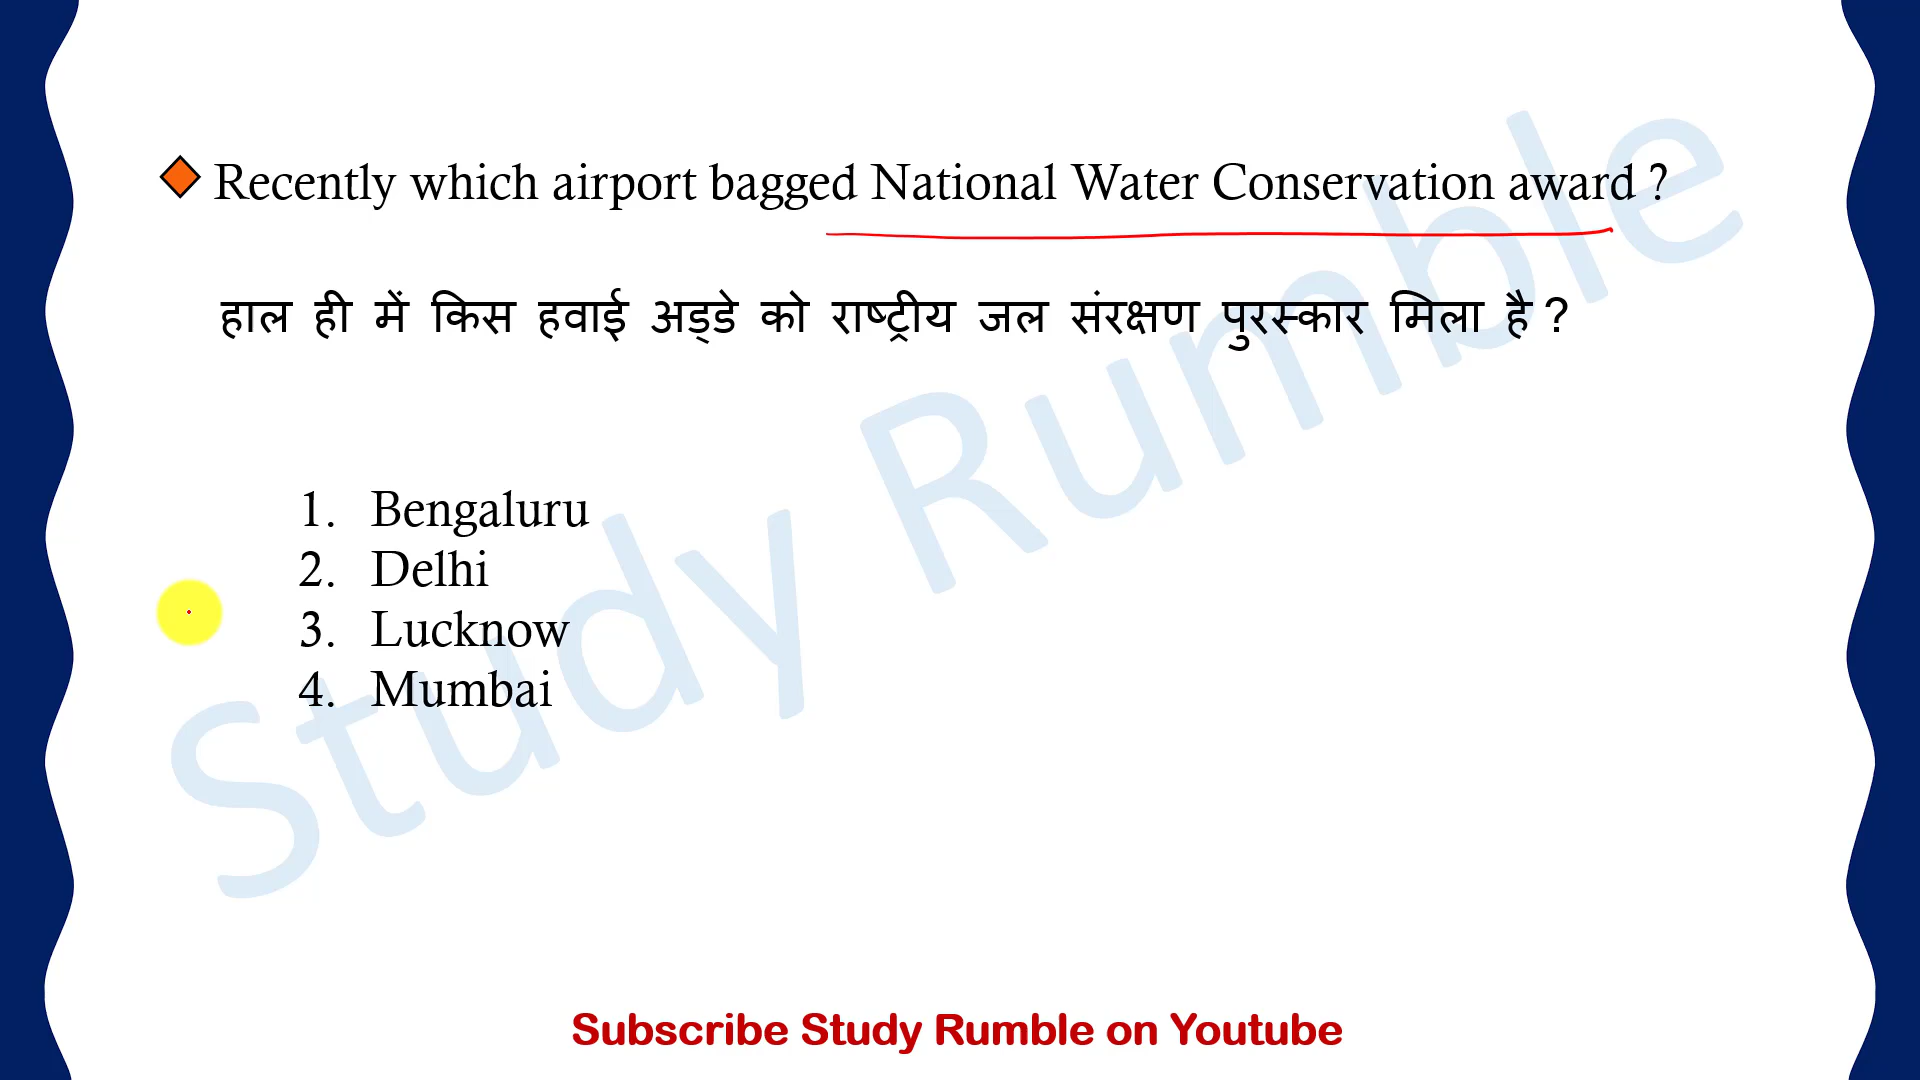 Recently which airport bagged National Water Conservation award ?
हाल ही में किस हवाई अड्डे को राष्ट्रीय जल संरक्षण पुरस्कार मिला है ?
1. Bengaluru
2. Delhi
3. Lucknow
4. Mumbai
Study Rumble
Subscribe Study Rumble on Youtube